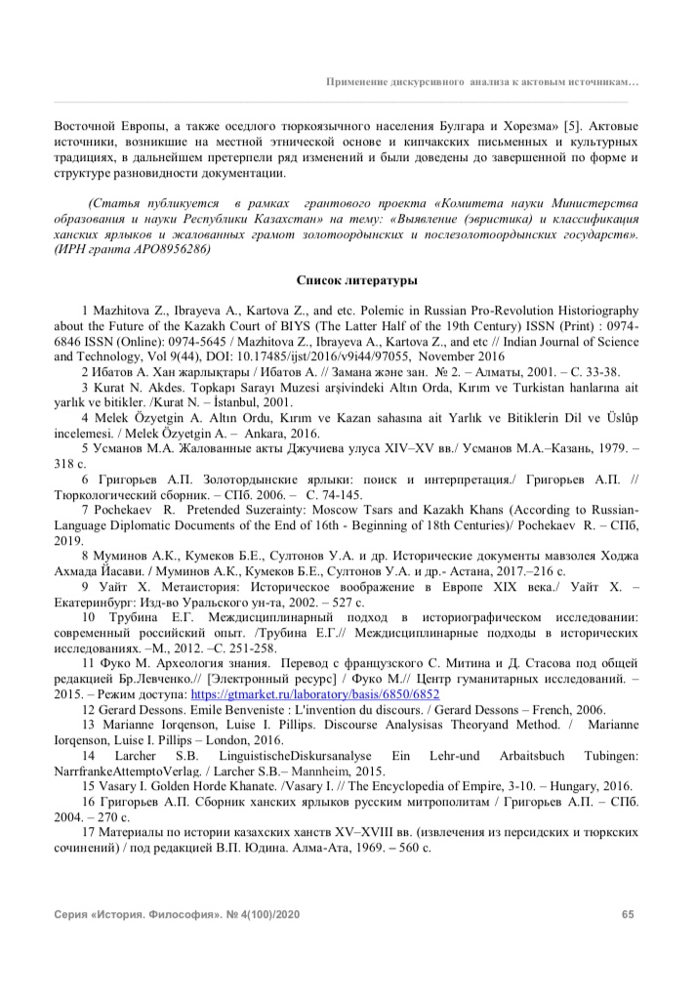 Применение дискурсивного анализа к актовым источникам…
Восточной Европы, а также оседлого тюркоязычного населения Булгара и Хорезма» [5]. Актовые
источники, возникшие на местной этнической основе и кипчакских письменных и культурных
традициях, в дальнейшем претерпели ряд изменений и были доведены до завершенной по форме и
структуре разновидности документации.
(Статья публикуется в рамках грантового проекта «Комитета науки Министерства
образования и науки Республики Казахстан» на тему: «Выявление (эвристика) и классификация
ханских ярлыков и жалованных грамот золотоордынских и послезолотоордынских государств».
(ИРН гранта АРО8956286)
Список литературы
1 Mazhitova Z., Ibrayeva A., Kartova Z., and etc. Polemic in Russian Pro-Revolution Historiography
about the Future of the Kazakh Court of BIYS (The Latter Half of the 19th Century) ISSN (Print) : 0974-
6846 ISSN (Online): 0974-5645 / Mazhitova Z., Ibrayeva A., Kartova Z., and etc // Indian Journal of Science
and Technology, Vol 9(44), DOI: 10.17485/ijst/2016/v9i44/97055, November 2016
2 Ибатов А. Хан жарлықтары / Ибатов А. // Замана және заң. № 2. – Алматы, 2001. – С. 33-38.
3 Kurat N. Akdes. Topkapı Sarayı Muzesi arşivindeki Altın Orda, Kırım ve Turkistan hanlarına ait
yarlık ve bitikler. /Kurat N. – İstanbul, 2001.
4 Melek Özyetgin A. Altın Ordu, Kırım ve Kazan sahasına ait Yarlık ve Bitiklerin Dil ve Üslûp
incelemesi. / Melek Özyetgin A. – Ankara, 2016.
5 Усманов М.А. Жалованные акты Джучиева улуса XIV–XV вв./ Усманов М.А.–Казань, 1979. –
318 с.
6 Григорьев А.П. Золотордынские ярлыки: поиск и интерпретация./ Григорьев А.П. //
Тюркологический сборник. – СПб. 2006. – С. 74-145.
7 Pochekaev R. Pretended Suzerainty: Moscow Tsars and Kazakh Khans (According to Russian-
Language Diplomatic Documents of the End of 16th - Beginning of 18th Centuries)/ Pochekaev R. – СПб,
2019.
8 Муминов А.К., Кумеков Б.Е., Султонов У.А. и др. Исторические документы мавзолея Ходжа
Ахмада Йасави. / Муминов А.К., Кумеков Б.Е., Султонов У.А. и др.- Астана, 2017.–216 с.
9 Уайт Х. Метаистория: Историческое воображение в Европе XIX века./ Уайт Х. –
Екатеринбург: Изд-во Уральского ун-та, 2002. – 527 с.
10 Трубина Е.Г. Междисциплинарный подход в историографическом исследовании:
современный российский опыт. /Трубина Е.Г.// Междисциплинарные подходы в исторических
исследованиях. –М., 2012. –С. 251-258.
11 Фуко М. Археология знания. Перевод с французского С. Митина и Д. Стасова под общей
редакцией Бр.Левченко.// [Электронный ресурс] / Фуко М.// Центр гуманитарных исследований. –
2015. – Режим доступа: https://gtmarket.ru/laboratory/basis/6850/6852
12 Gerard Dessons. Emile Benveniste : L'invention du discours. / Gerard Dessons – French, 2006.
13 Marianne Iorqenson, Luise I. Pillips. Discourse Analysisas Theoryand Method. / Marianne
Iorqenson, Luise I. Pillips – London, 2016.
14 Larcher S.B. LinguistischeDiskursanalyse Ein Lehr-und Arbeitsbuch Tubingen:
NarrfrankeAttemptoVerlag. / Larcher S.B.– Mannheim, 2015.
15 Vasary I. Golden Horde Khanate. /Vasary I. // The Encyclopedia of Empire, 3-10. – Hungary, 2016.
16 Григорьев А.П. Сборник ханских ярлыков русским митрополитам / Григорьев А.П. – СПб.
2004. – 270 с.
17 Материалы по истории казахских ханств XV–XVIII вв. (извлечения из персидских и тюркских
сочинений) / под редакцией В.П. Юдина. Алма-Ата, 1969. – 560 с.
Серия «История. Философия». № 4(100)/2020 65